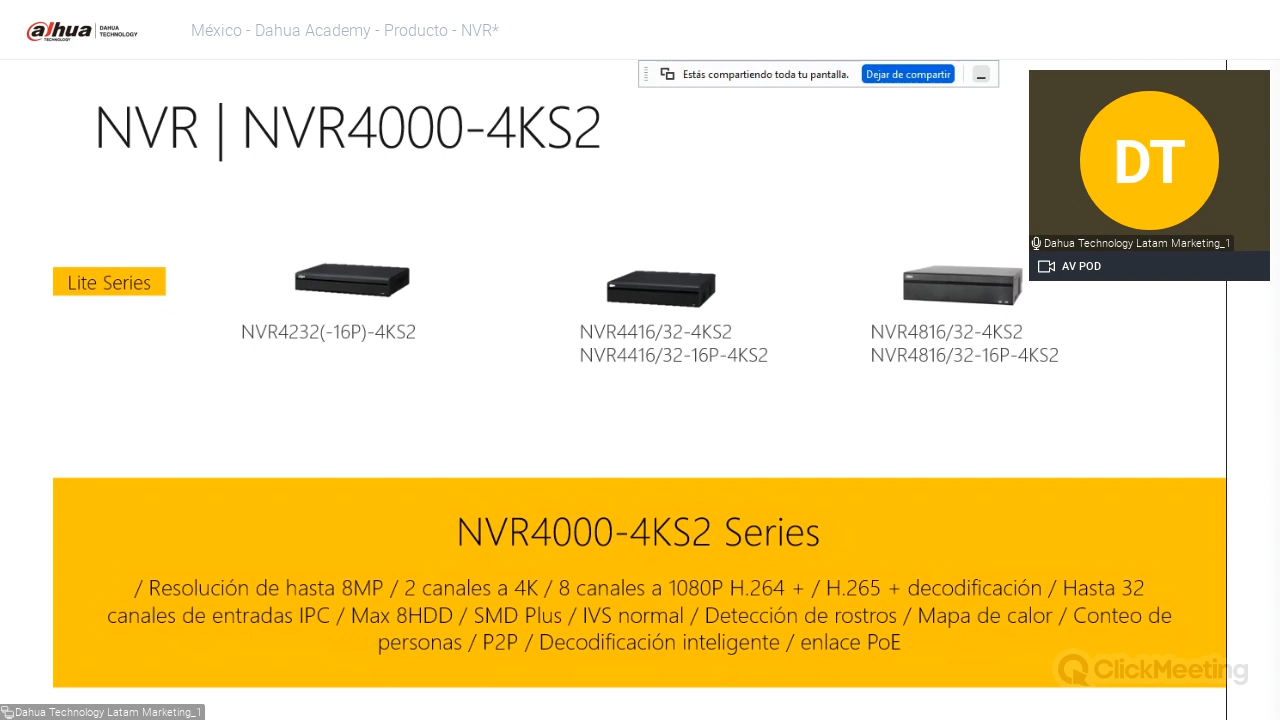 alhua
DAHUA
TECHNOLOGY
TECHNOLOGY
México - Dahua Academy - Producto - NVR*
Estás compartiendo toda tu pantalla.
Dejar de compartir
NVR | NVR4000-4KS2
DT
Dahua Technology Latam Marketing_1
AV POD
Lite Series
NVR4232(-16P)-4KS2
NVR4416/32-4KS2
NVR4416/32-16P-4KS2
NVR4816/32-4KS2
NVR4816/32-16P-4KS2
NVR4000-4KS2 Series
/ Resolución de hasta 8MP / 2 canales a 4K / 8 canales a 1080P H.264 + / H.265 + decodificación / Hasta 32
canales de entradas IPC / Max 8HDD / SMD Plus / IVS normal / Detección de rostros / Mapa de calor / Conteo de
personas / P2P / Decodificación inteligente / enlace PoE
ClickMeeting
Dahua Technology Latam Marketing_1